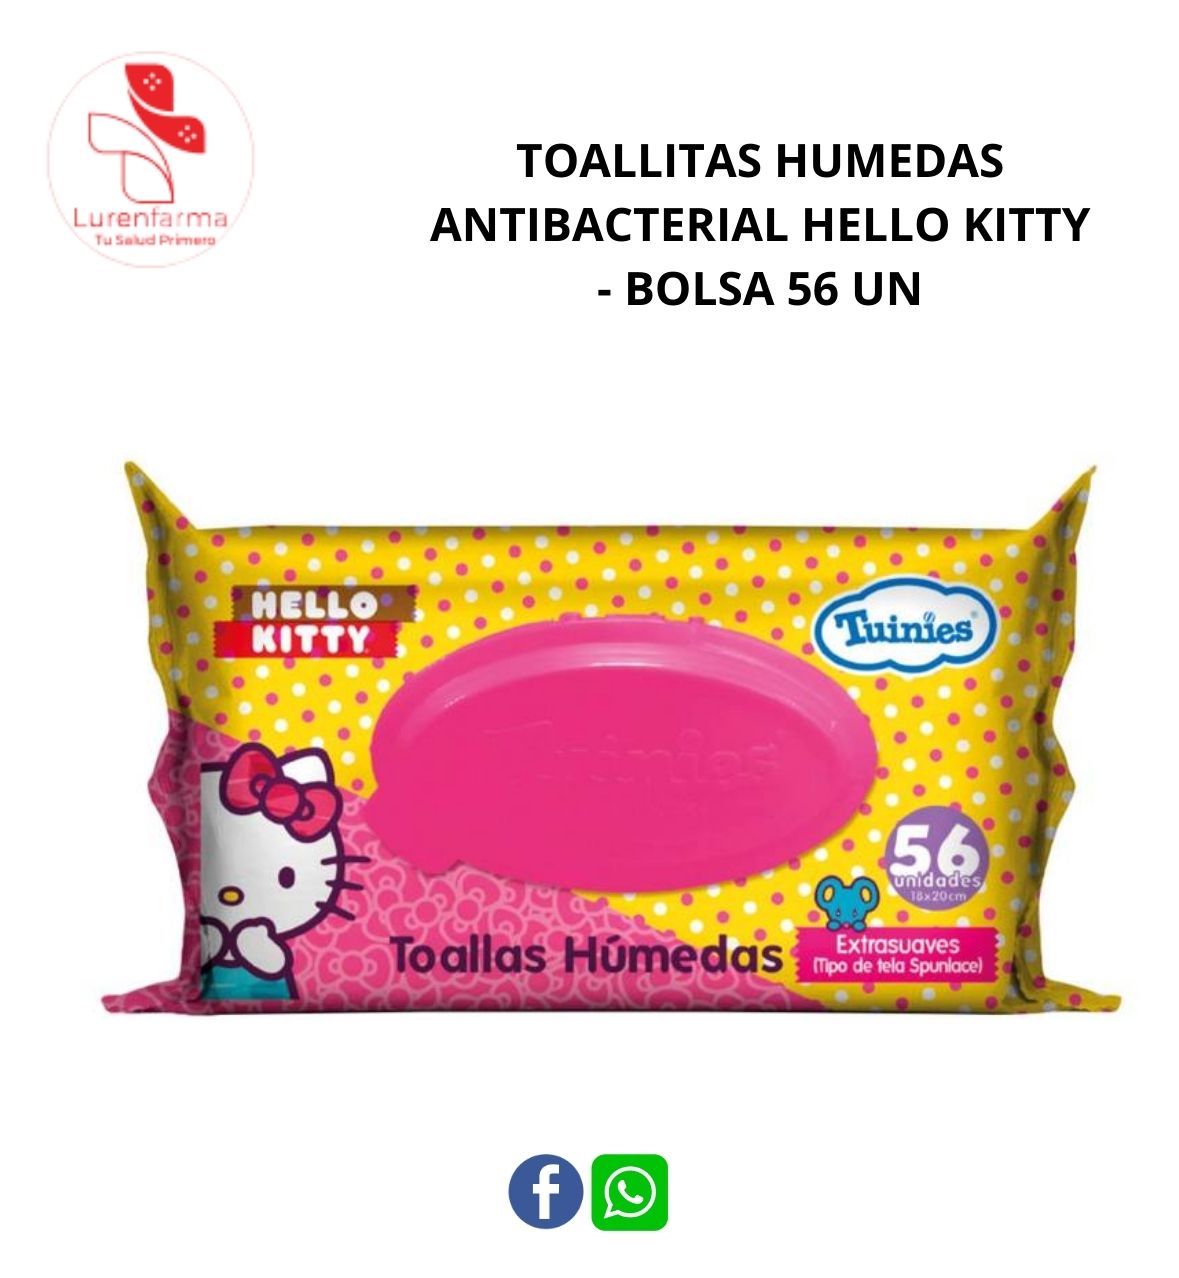 Lurenfarma
Tu Salud Primero
TOALLITAS HUMEDAS
ANTIBACTERIAL HELLO KITTY
- BOLSA 56 UN
HELLO
KITTY
Tuinies
Tuinies
56
unidades
18x20cm
Toallas Húmedas
Extrasuaves
(Tipo de tela Spunlace)